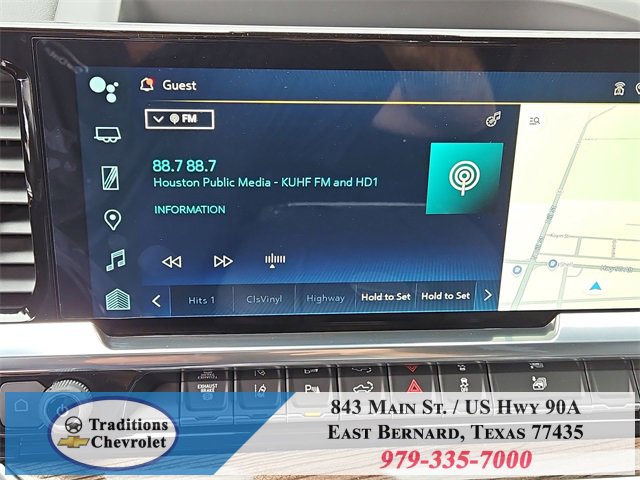 Guest
FM
88.7 88.7
Houston Public Media - KUHF FM and HD1
INFORMATION
Hits 1 ClsVinyl Highway Hold to Set Hold to Set
EXHAUST BRAKE
Traditions
Chevrolet
843 Main St. / US Hwy 90A
East Bernard, Texas 77435
979-335-7000